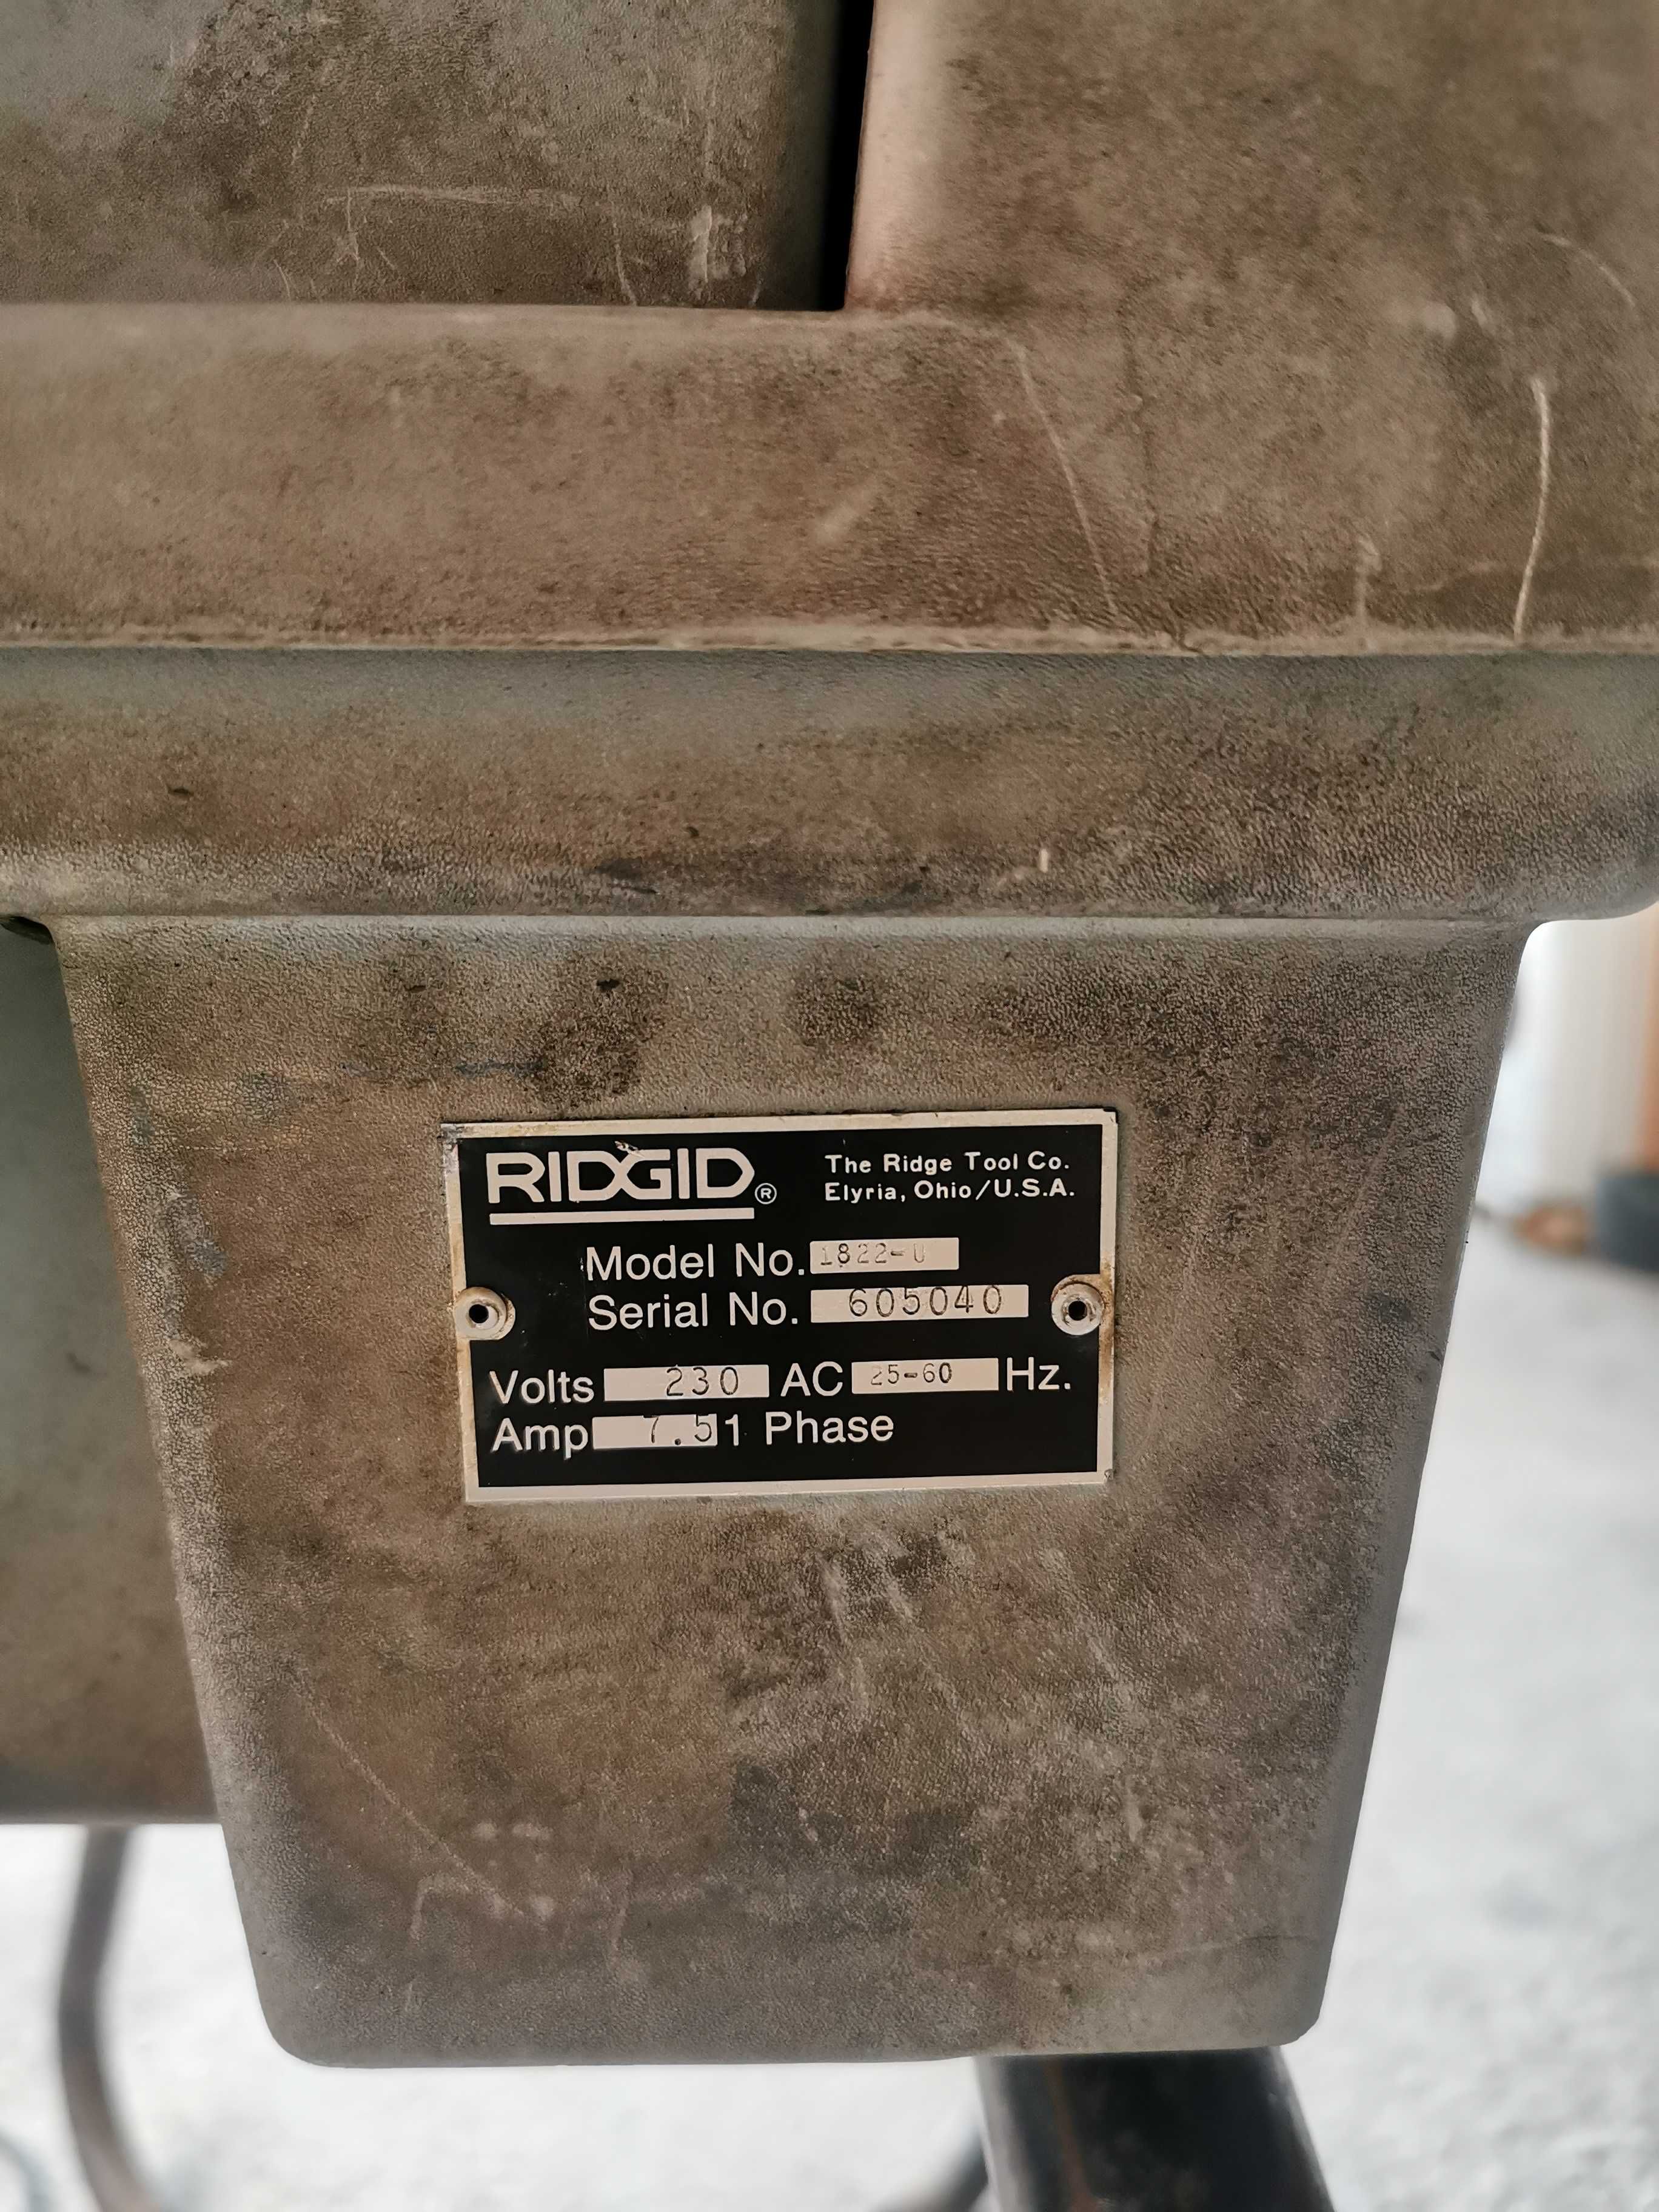 RIDGID®
The Ridge Tool Co.
Elyria, Ohio/U.S.A.
Model No. 1822-U
Serial No. 605040
Volts 230 AC 25-60 Hz.
Amp 7.5 1 Phase